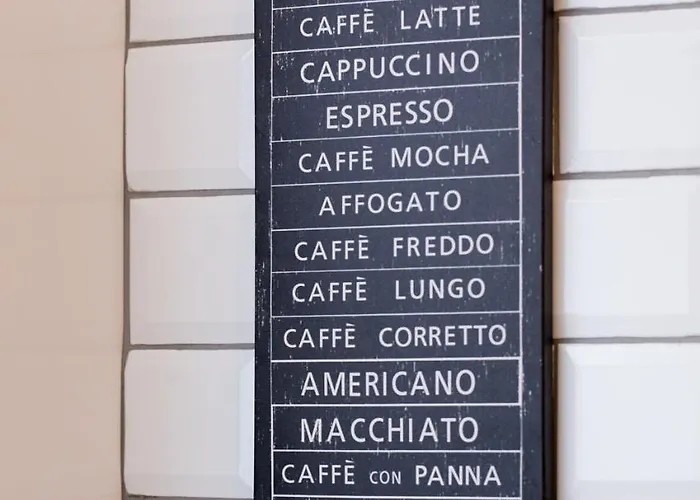 CAFFÈ LATTE
CAPPUCCINO
ESPRESSO
CAFFÈ MOCHA
AFFOGATO
CAFFÈ FREDDO
CAFFÈ LUNGO
CAFFÈ CORRETTO
AMERICANO
MACCHIATO
CAFFÈ CON PANNA